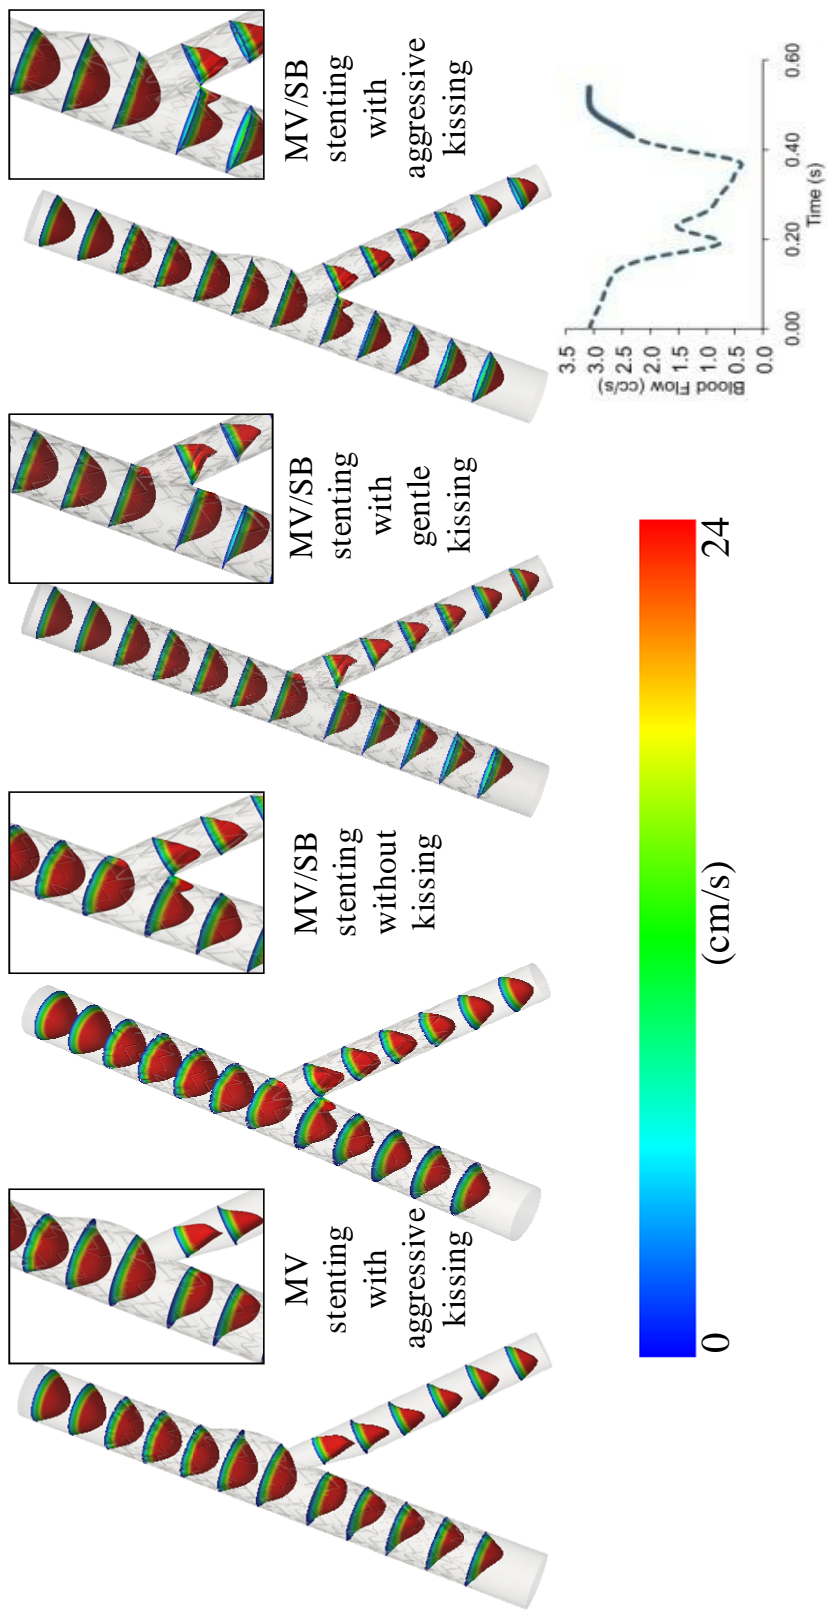 MV
stenting
with
aggressive
kissing
MV/SB
stenting
without
kissing
MV/SB
stenting
with
gentle
kissing
MV/SB
stenting
with
aggressive
kissing
0
(cm/s)
24
Blood Flow (cc/s)
3.5
3.0
2.5
2.0
1.5
1.0
0.5
0.0
0.00
0.20
0.40
0.60
Time (s)